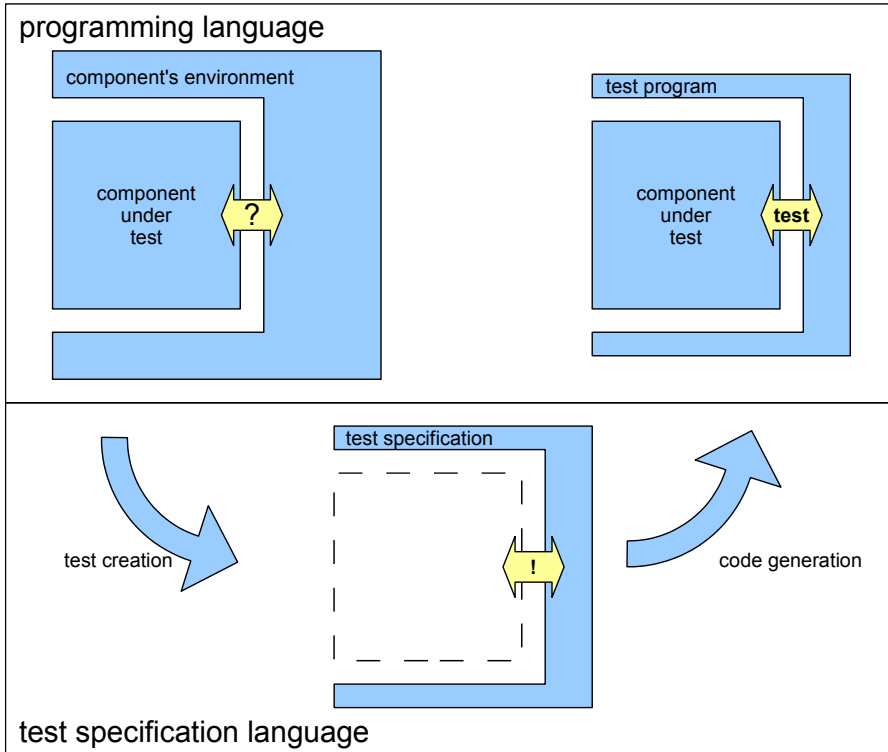 programming language
component's environment
component
under
test
?
test program
component
under
test
test
test specification
test creation
!
code generation
test specification language